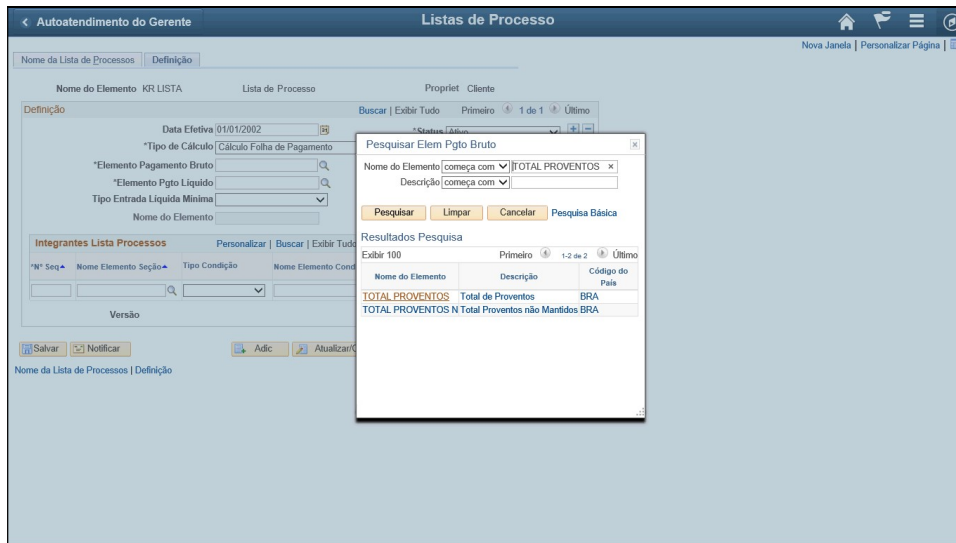 Autoatendimento do Gerente
Listas de Processo
Nova Janela | Personalizar Página |
Nome da Lista de Processos
Definição
Nome do Elemento KR LISTA Lista de Processo Propriet Cliente
Definição Buscar | Exibir Tudo Primeiro 1 de 1 Último
Data Efetiva 01/01/2002 *Status Ativo
*Tipo de Cálculo Cálculo Folha de Pagamento
*Elemento Pagamento Bruto
*Elemento Pgto Líquido
Tipo Entrada Líquida Mínima
Nome do Elemento
Integrantes Lista Processos Personalizar | Buscar | Exibir Tudo
*Nº Seq Nome Elemento Seção Tipo Condição Nome Elemento Cond
Versão
Salvar Notificar Adic Atualizar/
Nome da Lista de Processos | Definição
Pesquisar Elem Pgto Bruto
Nome do Elemento começa com TOTAL PROVENTOS ×
Descrição começa com
Pesquisar Limpar Cancelar Pesquisa Básica
Resultados Pesquisa
Exibir 100 Primeiro 1-2 de 2 Último
Nome do Elemento Descrição Código do País
TOTAL PROVENTOS Total de Proventos BRA
TOTAL PROVENTOS N Total Proventos não Mantidos BRA